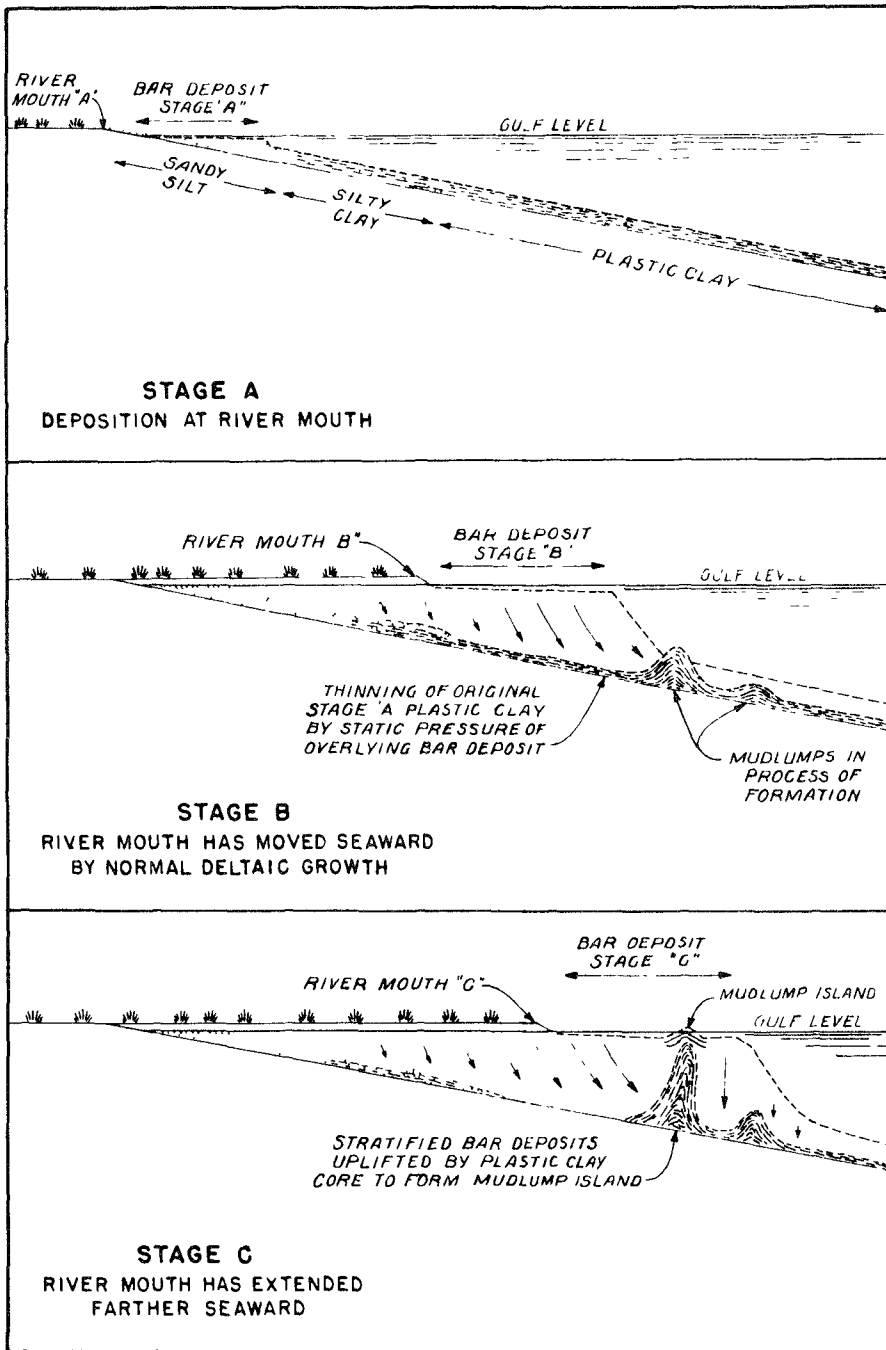 RIVER
MOUTH "A"
BAR DEPOSIT
STAGE 'A"
GULF LEVEL
SANDY
SILT
SILTY
CLAY
PLASTIC CLAY
STAGE A
DEPOSITION AT RIVER MOUTH
RIVER MOUTH B"
BAR DEPOSIT
STAGE "B'
GULF LEVEL
THINNING OF ORIGINAL
STAGE 'A PLASTIC CLAY
BY STATIC PRESSURE OF
OVERLYING BAR DEPOSIT
MUDLUMPS IN
PROCESS OF
FORMATION
STAGE B
RIVER MOUTH HAS MOVED SEAWARD
BY NORMAL DELTAIC GROWTH
BAR DEPOSIT
STAGE "C"
RIVER MOUTH "C"
MUDLUMP ISLAND
GULF LEVEL
STRATIFIED BAR DEPOSITS
UPLIFTED BY PLASTIC CLAY
CORE TO FORM MUDLUMP ISLAND
STAGE C
RIVER MOUTH HAS EXTENDED
FARTHER SEAWARD